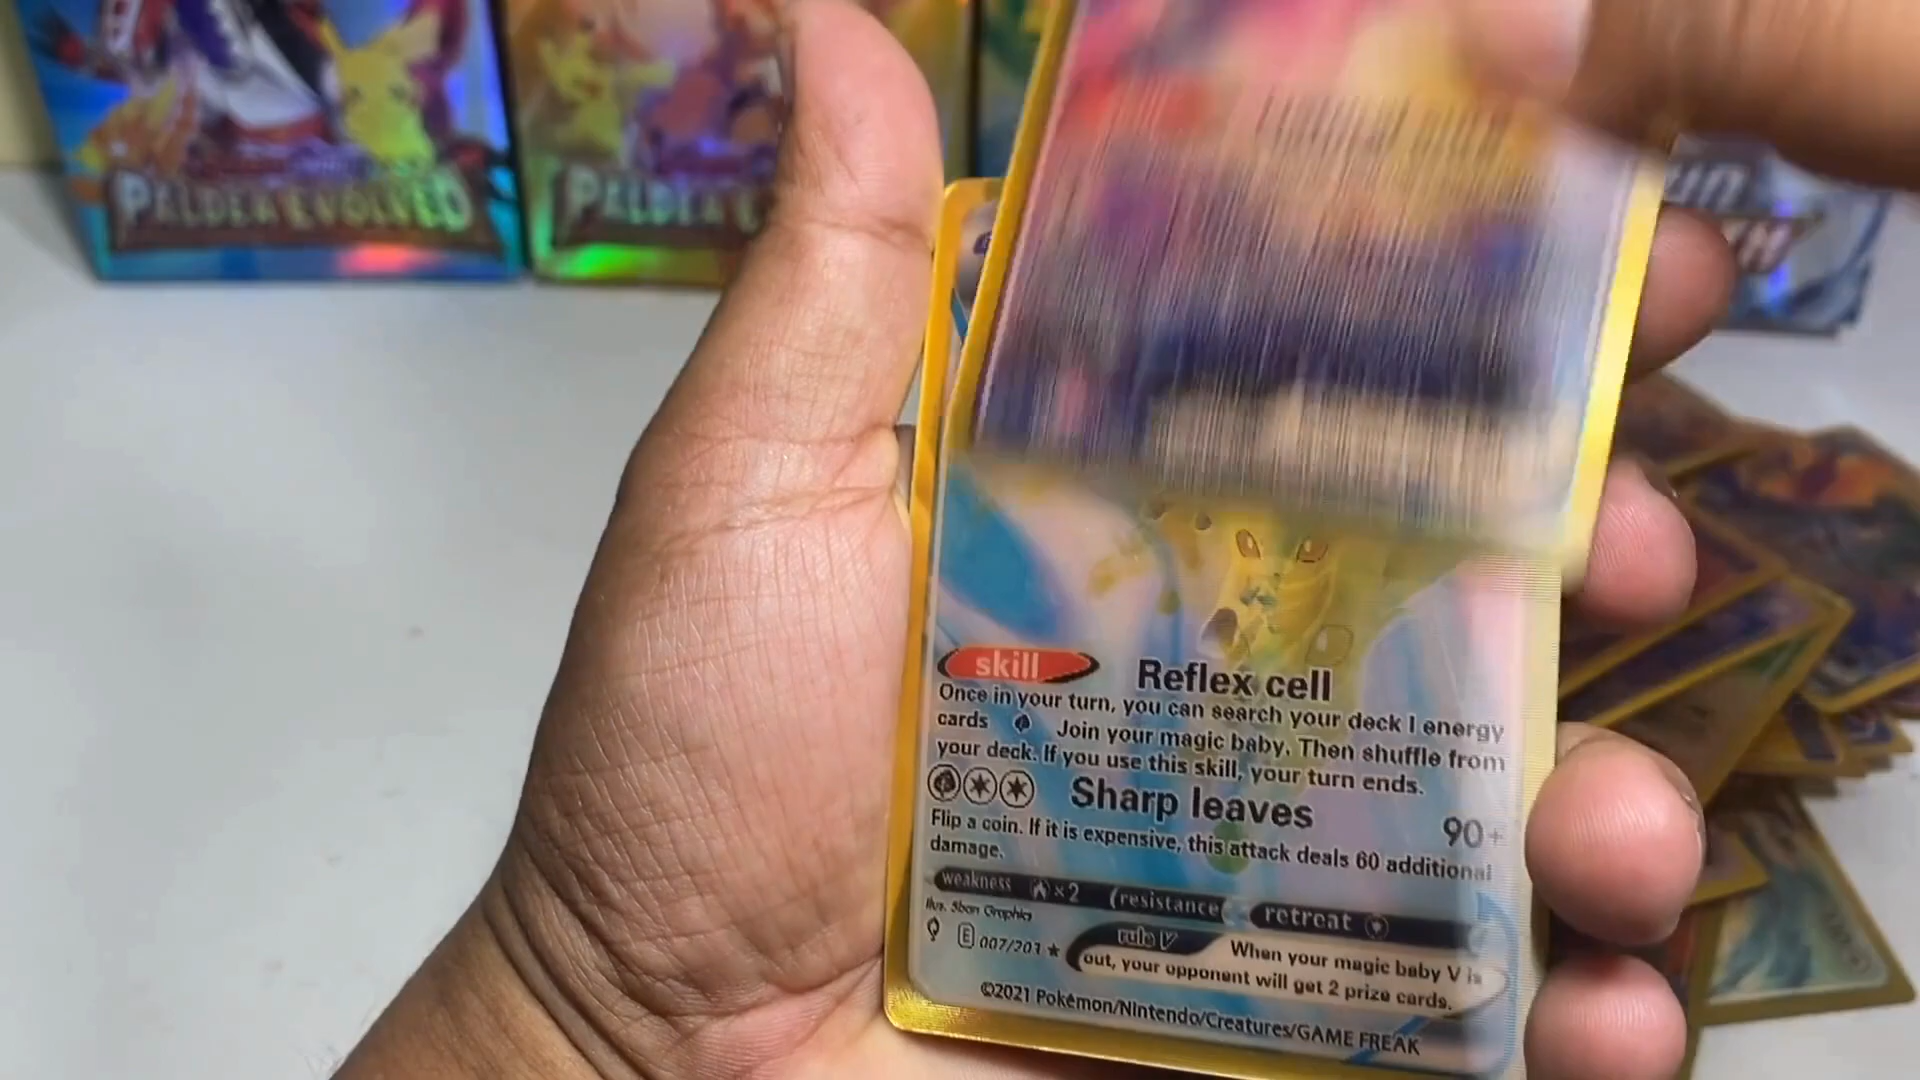 PALDEA EVOLVED
PALDEA E
un
skill Reflex cell
Once in your turn, you can search your deck I energy
cards Join your magic baby. Then shuffle from
your deck. If you use this skill, your turn ends.
Sharp leaves 90+
Flip a coin. If it is expensive, this attack deals 60 additional
damage.
weakness ×2 (resistance retreat
Illus. 5ban Graphics
E 007/203 ★
rule V When your magic baby V is
out, your opponent will get 2 prize cards.
©2021 Pokémon/Nintendo/Creatures/GAME FREAK